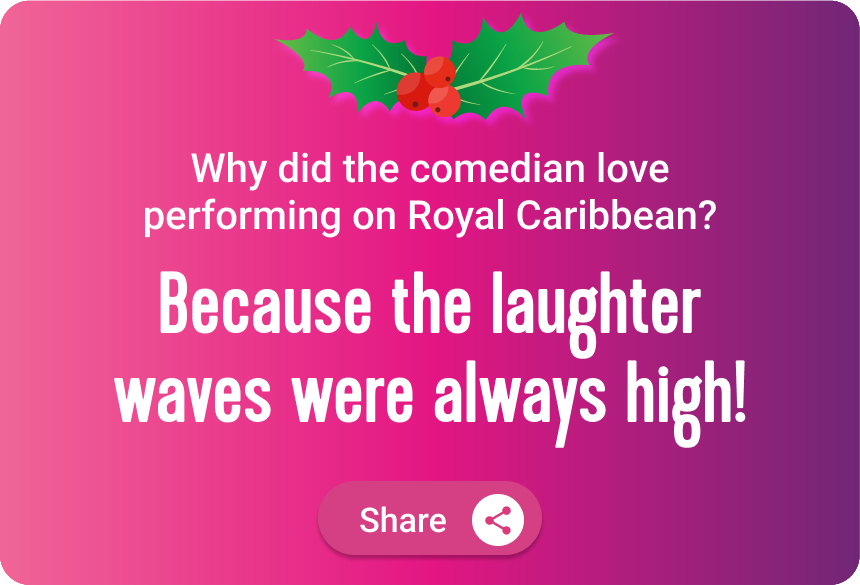 Why did the comedian love
performing on Royal Caribbean?
Because the laughter
waves were always high!
Share